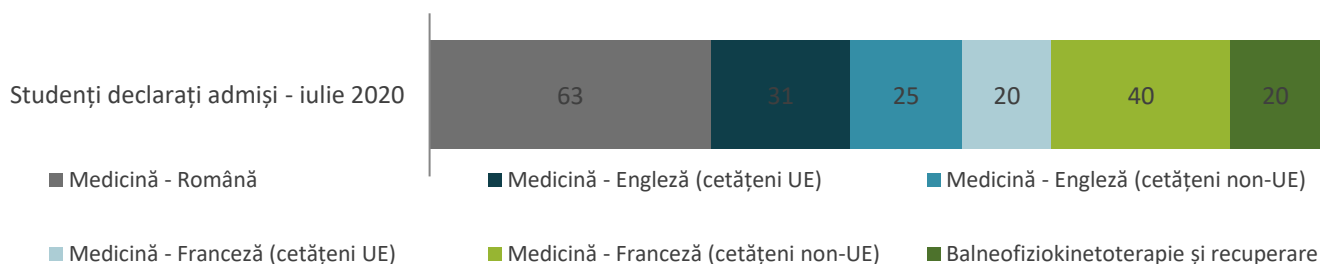 Studenți declarați admiși - iulie 2020
63 31 25 20 40 20
Medicină - Română
Medicină - Engleză (cetățeni UE)
Medicină - Engleză (cetățeni non-UE)
Medicină - Franceză (cetățeni UE)
Medicină - Franceză (cetățeni non-UE)
Balneofiziokinetoterapie și recuperare